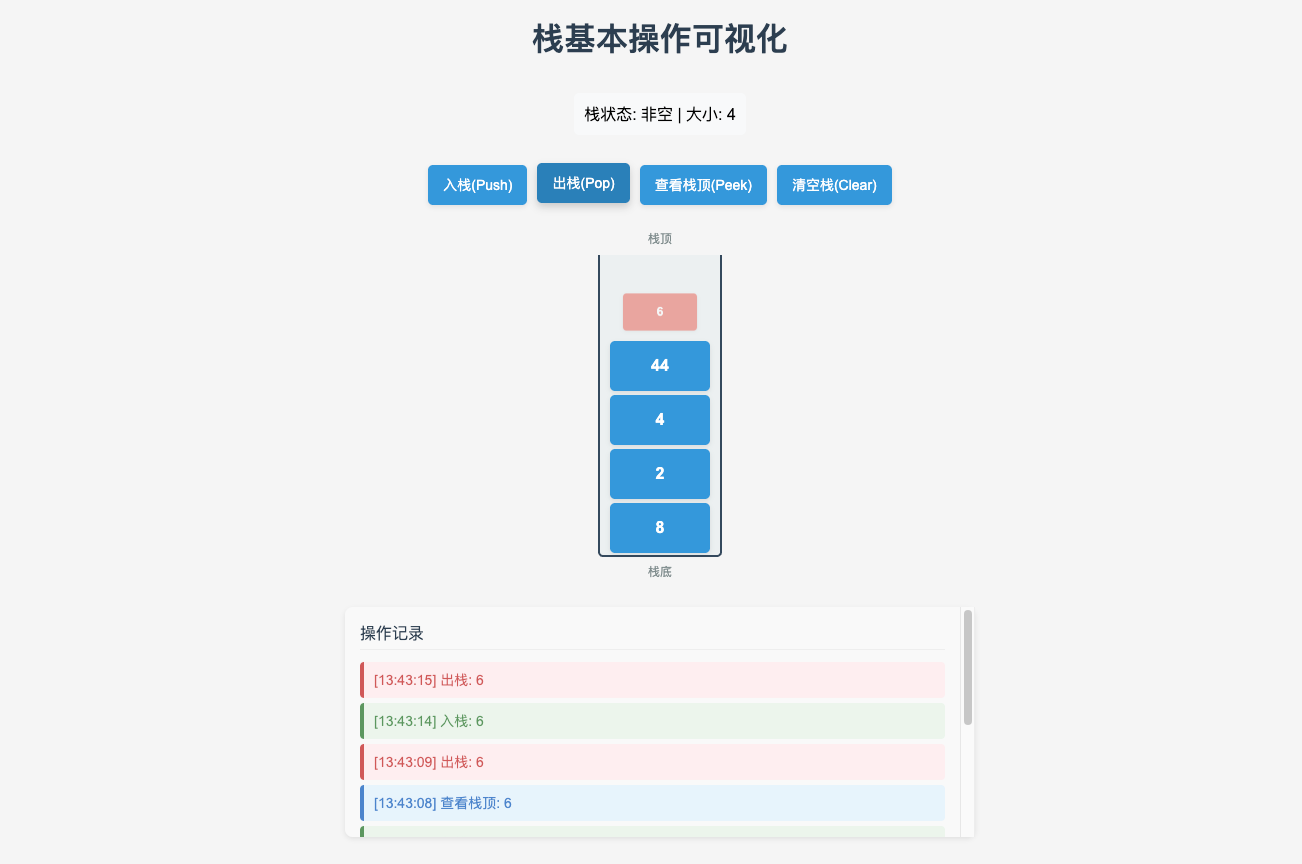 栈基本操作可视化
栈状态: 非空 | 大小: 4
入栈(Push) 出栈(Pop) 查看栈顶(Peek) 清空栈(Clear)
栈顶
6
44
4
2
8
栈底
操作记录
[13:43:15] 出栈: 6
[13:43:14] 入栈: 6
[13:43:09] 出栈: 6
[13:43:08] 查看栈顶: 6